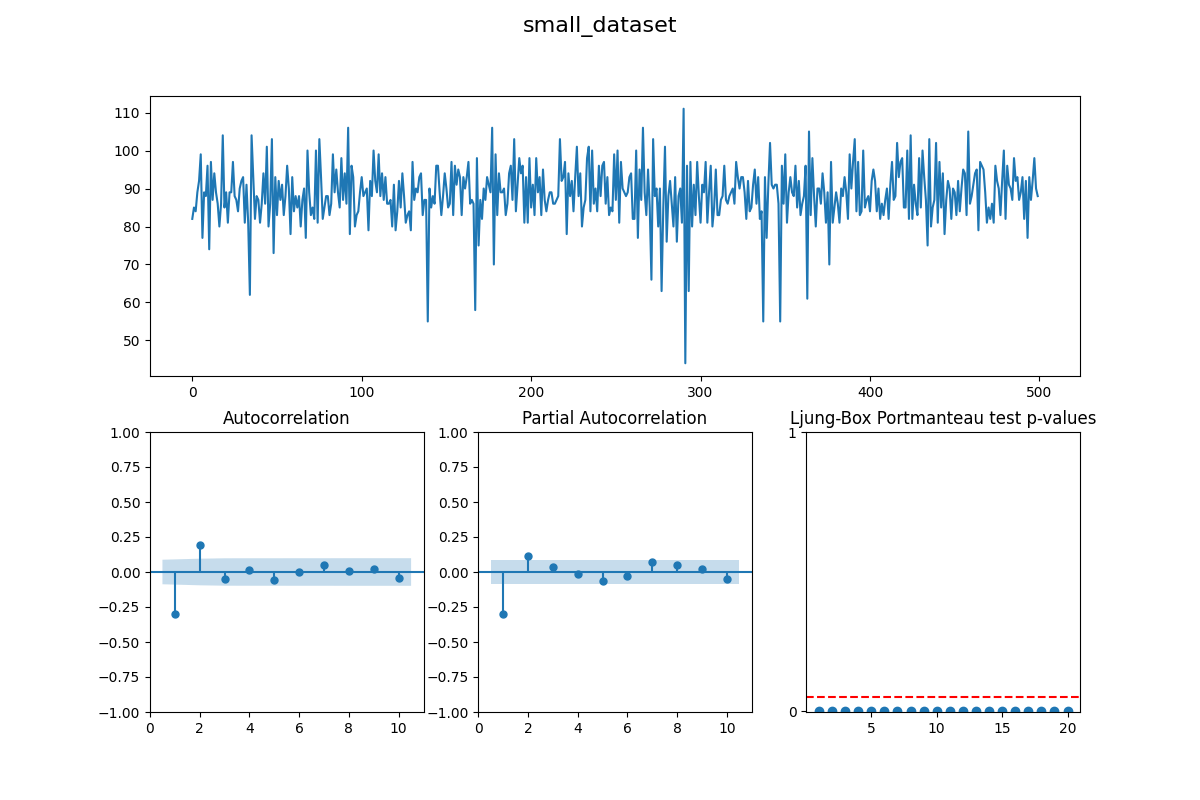 small_dataset
110
100
90
80
70
60
50
0 100 200 300 400 500
Autocorrelation Partial Autocorrelation Ljung-Box Portmanteau test p-values
1.00 1.00 1
0.75 0.75
0.50 0.50
0.25 0.25
0.00 0.00
−0.25 −0.25
−0.50 −0.50
−0.75 −0.75
−1.00 −1.00 0
0 2 4 6 8 10 0 2 4 6 8 10 5 10 15 20